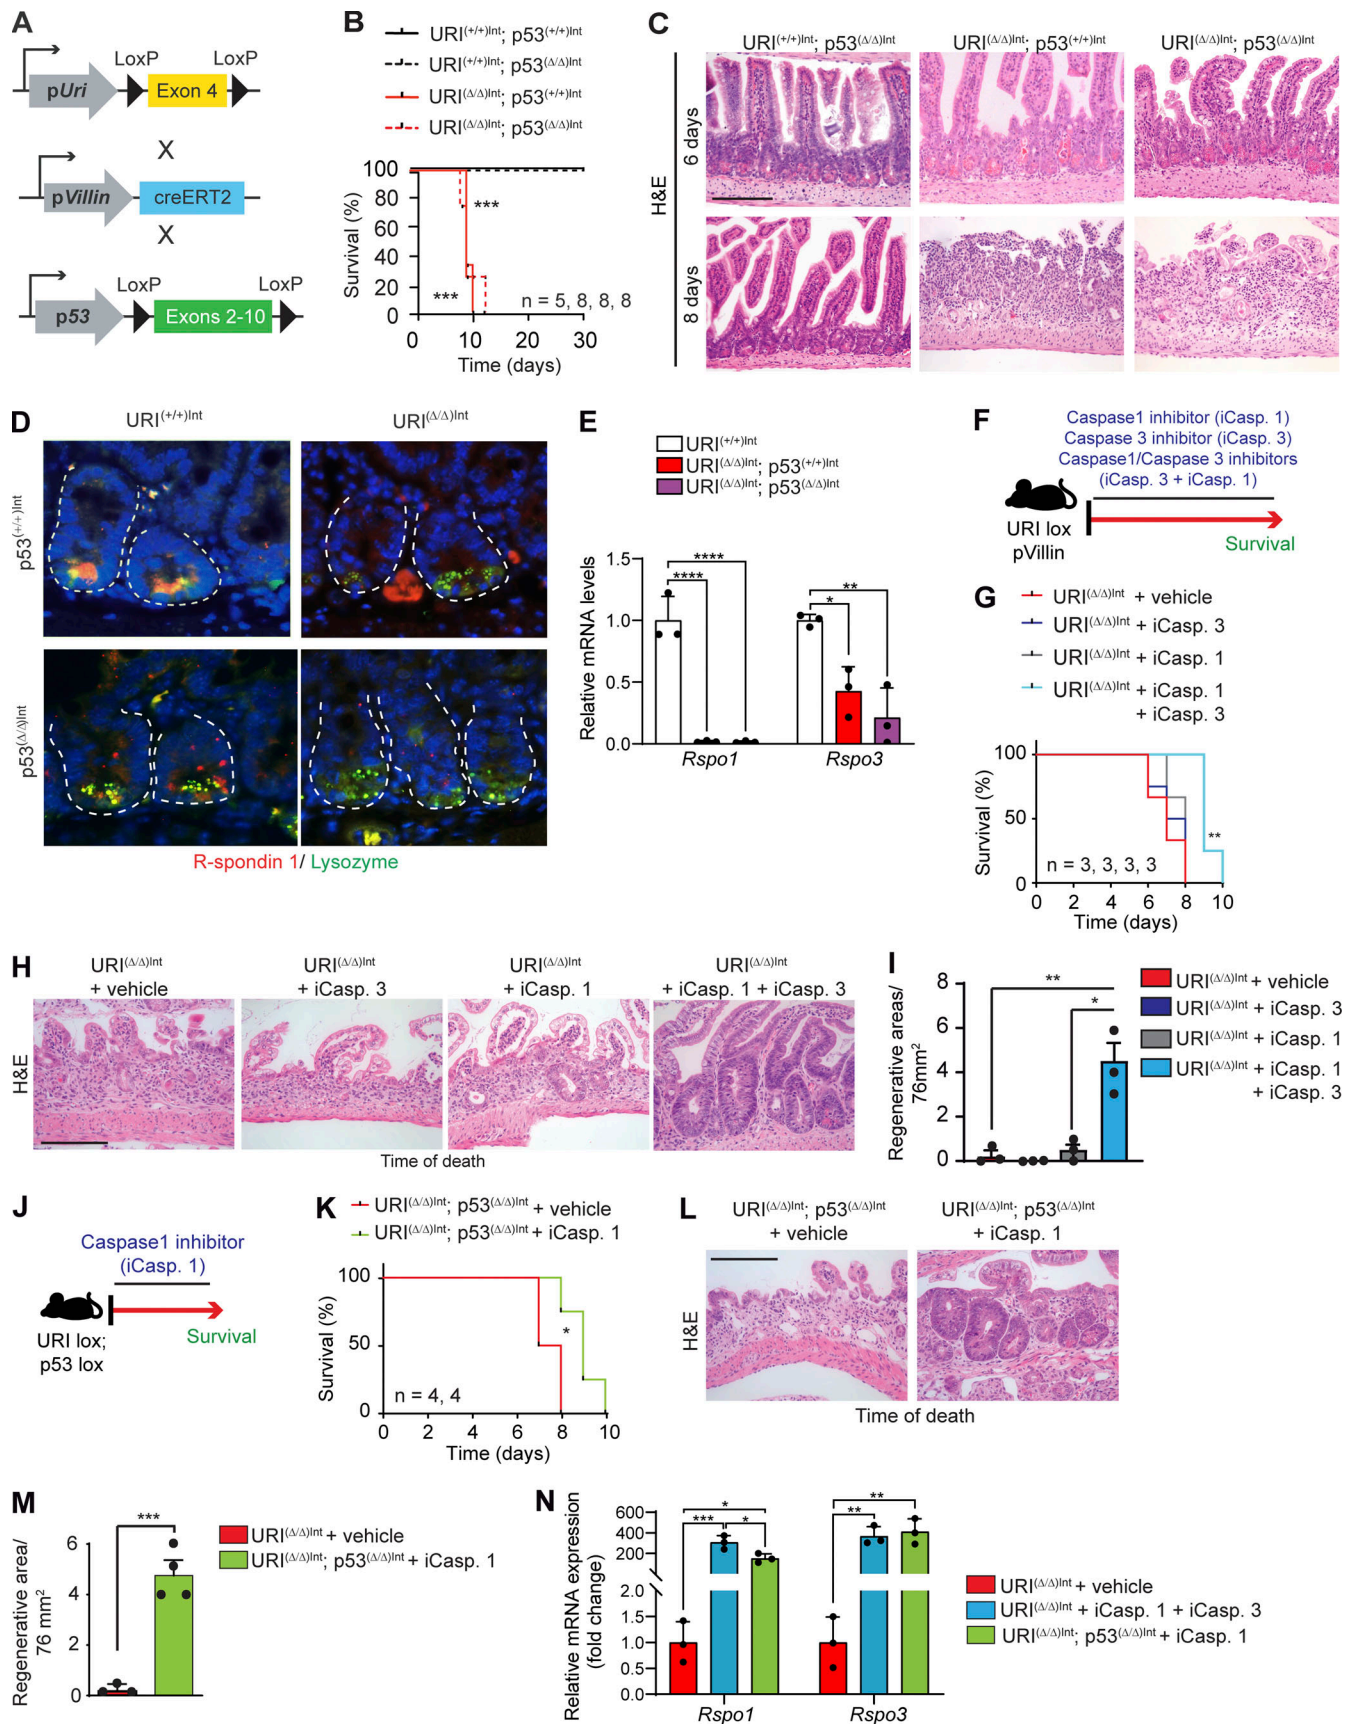 A
LoxP LoxP
pUri Exon 4
X
pVillin creERT2
X
LoxP LoxP
p53 Exons 2-10
B
URI(+/+)Int; p53(+/+)Int
URI(+/+)Int; p53(Δ/Δ)Int
URI(Δ/Δ)Int; p53(+/+)Int
URI(Δ/Δ)Int; p53(Δ/Δ)Int
Survival (%)
100
80
60
40
20
0
***
***
n = 5, 8, 8, 8
0 10 20 30
Time (days)
C
URI(+/+)Int; p53(Δ/Δ)Int URI(Δ/Δ)Int; p53(+/+)Int URI(Δ/Δ)Int; p53(Δ/Δ)Int
H&E
6 days
8 days
D
URI(+/+)Int URI(Δ/Δ)Int
p53(+/+)Int
p53(Δ/Δ)Int
R-spondin 1/ Lysozyme
E
URI(+/+)Int
URI(Δ/Δ)Int; p53(+/+)Int
URI(Δ/Δ)Int; p53(Δ/Δ)Int
Relative mRNA levels
1.5
1.0
0.5
0.0
****
****
**
*
Rspo1 Rspo3
F
Caspase1 inhibitor (iCasp. 1)
Caspase 3 inhibitor (iCasp. 3)
Caspase1/Caspase 3 inhibitors
(iCasp. 3 + iCasp. 1)
URI lox
pVillin
Survival
G
URI(Δ/Δ)Int + vehicle
URI(Δ/Δ)Int + iCasp. 3
URI(Δ/Δ)Int + iCasp. 1
URI(Δ/Δ)Int + iCasp. 1
+ iCasp. 3
Survival (%)
100
50
0
**
n = 3, 3, 3, 3
0 2 4 6 8 10
Time (days)
H
URI(Δ/Δ)Int
+ vehicle
URI(Δ/Δ)Int
+ iCasp. 3
URI(Δ/Δ)Int
+ iCasp. 1
URI(Δ/Δ)Int
+ iCasp. 1 + iCasp. 3
H&E
Time of death
I
Regenerative areas/
76mm2
8
6
4
2
0
**
*
URI(Δ/Δ)Int + vehicle
URI(Δ/Δ)Int + iCasp. 3
URI(Δ/Δ)Int + iCasp. 1
URI(Δ/Δ)Int + iCasp. 1
+ iCasp. 3
J
Caspase1 inhibitor
(iCasp. 1)
URI lox;
p53 lox
Survival
K
URI(Δ/Δ)Int; p53(Δ/Δ)Int + vehicle
URI(Δ/Δ)Int; p53(Δ/Δ)Int + iCasp. 1
Survival (%)
100
50
0
*
n = 4, 4
0 2 4 6 8 10
Time (days)
L
URI(Δ/Δ)Int; p53(Δ/Δ)Int
+ vehicle
URI(Δ/Δ)Int; p53(Δ/Δ)Int
+ iCasp. 1
H&E
Time of death
M
Regenerative area/
76 mm2
6
4
2
0
***
URI(Δ/Δ)Int + vehicle
URI(Δ/Δ)Int; p53(Δ/Δ)Int + iCasp. 1
N
Relative mRNA expression
(fold change)
600
400
200
2.0
1.5
1.0
0.5
0.0
*
*** *
**
**
Rspo1 Rspo3
URI(Δ/Δ)Int + vehicle
URI(Δ/Δ)Int + iCasp. 1 + iCasp. 3
URI(Δ/Δ)Int; p53(Δ/Δ)Int + iCasp. 1